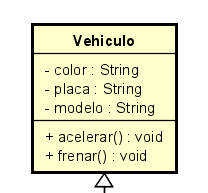 Vehiculo
- color : String
- placa : String
- modelo : String
+ acelerar() : void
+ frenar() : void